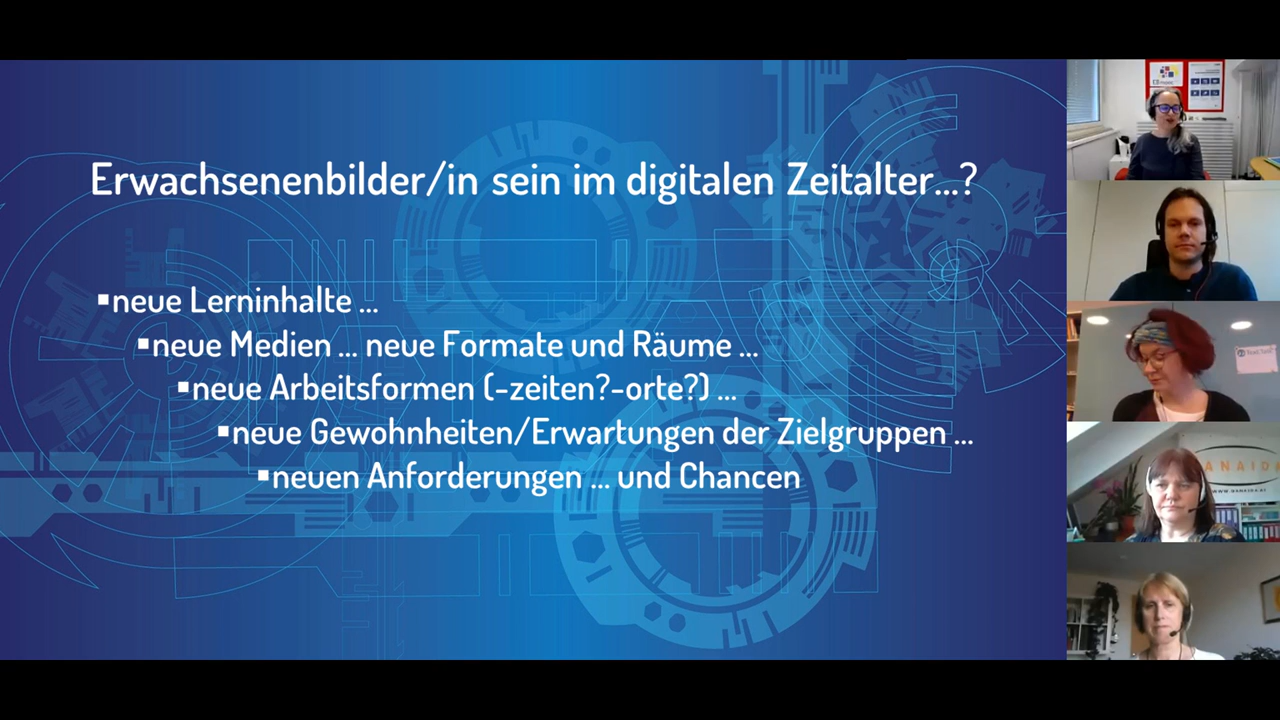 Erwachsenenbilder/in sein im digitalen Zeitalter...?
▪neue Lerninhalte ...
▪neue Medien ... neue Formate und Räume ...
▪neue Arbeitsformen (-zeiten?-orte?) ...
▪neue Gewohnheiten/Erwartungen der Zielgruppen ...
▪neuen Anforderungen ... und Chancen